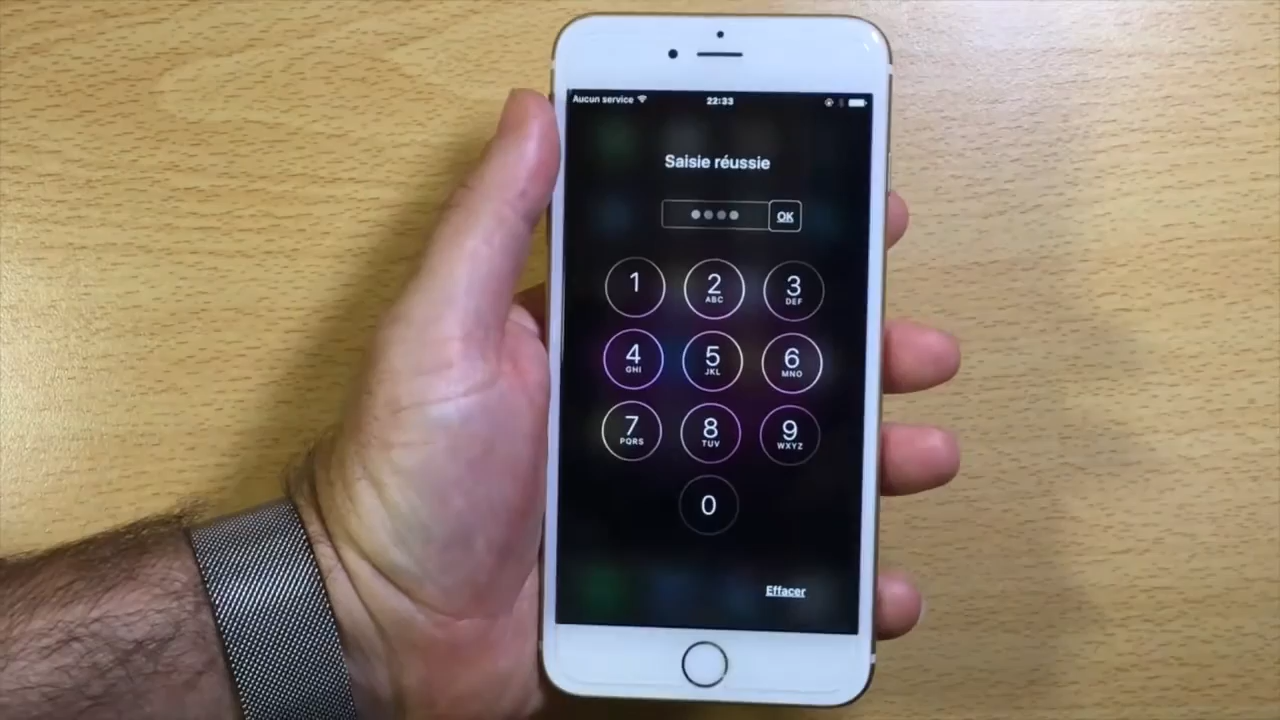 Aucun service 22:33
Saisie réussie
OK
1 2 3
ABC DEF
4 5 6
GHI JKL MNO
7 8 9
PQRS TUV WXYZ
0
Effacer